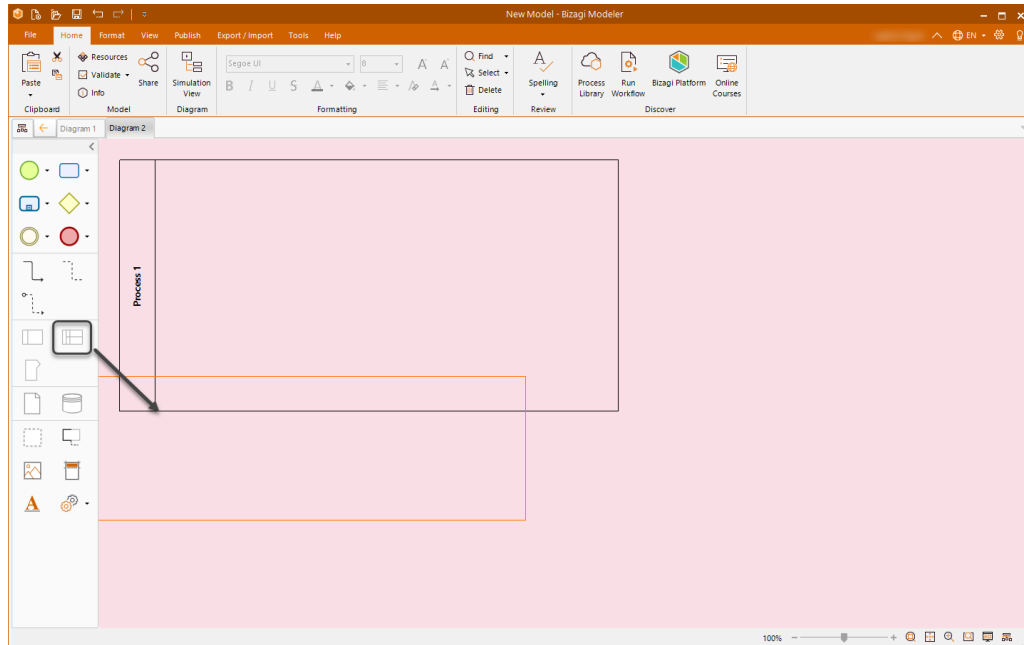 New Model - Bizagi Modeler
File Home Format View Publish Export / Import Tools Help
EN
Paste
Resources
Validate
Info
Share
Simulation View
Segoe UI 8
B I U S A
Find
Select
Delete
Spelling
Process Library
Run Workflow
Bizagi Platform
Online Courses
Clipboard Model Diagram Formatting Editing Review Discover
Diagram 1 Diagram 2
Process 1
A
100%